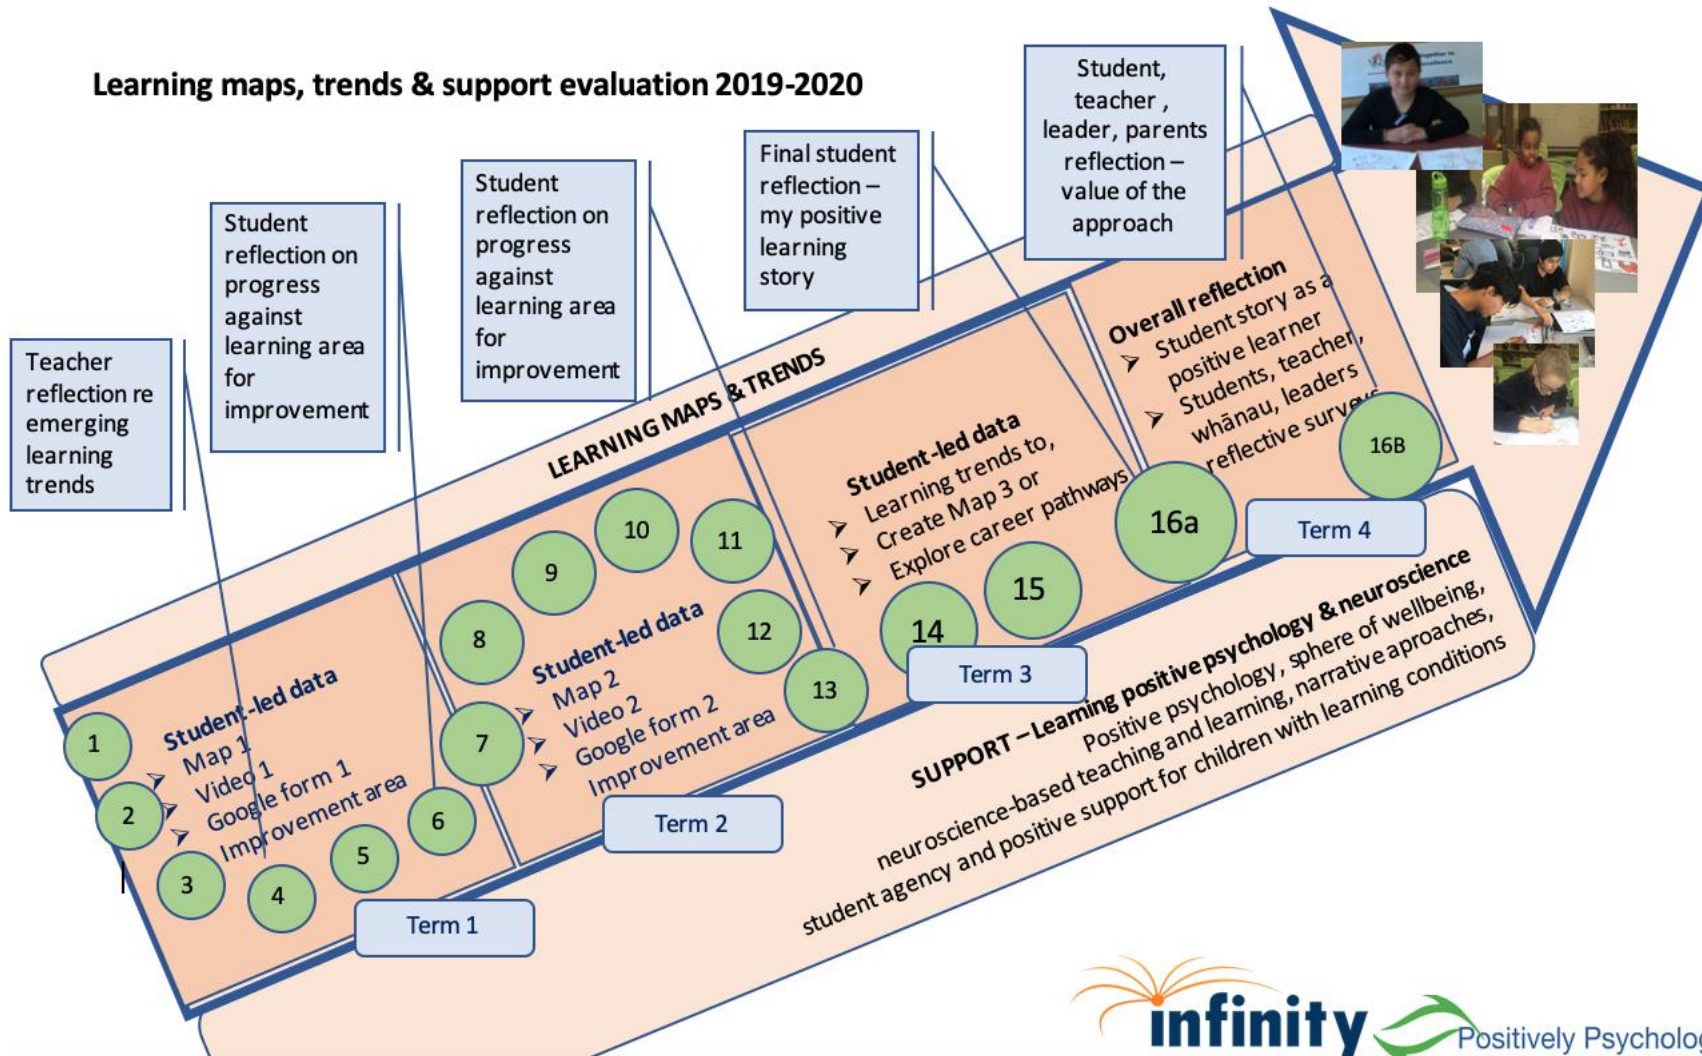 Learning maps, trends & support evaluation 2019-2020
Teacher
reflection re
emerging
learning
trends
Student
reflection on
progress
against
learning area
for
improvement
Student
reflection on
progress
against
learning area
for
improvement
Final student
reflection –
my positive
learning
story
Student,
teacher ,
leader, parents
reflection –
value of the
approach
LEARNING MAPS & TRENDS
1
2
3
4
5
6
Student-led data
➢ Map 1
➢ Video 1
➢ Google form 1
Improvement area
Term 1
7
8
9
10
11
12
13
Student-led data
➢ Map 2
➢ Video 2
➢ Google form 2
Improvement area
Term 2
Student-led data
➢ Learning trends to,
➢ Create Map 3 or
➢ Explore career pathways
14
15
16a
Term 3
Overall reflection
➢ Student story as a
positive learner
➢ Students, teacher,
whānau, leaders
reflective surveys
16B
Term 4
SUPPORT – Learning positive psychology & neuroscience
Positive psychology, sphere of wellbeing,
neuroscience-based teaching and learning, narrative aproaches,
student agency and positive support for children with learning conditions
infinity
Positively Psycholog